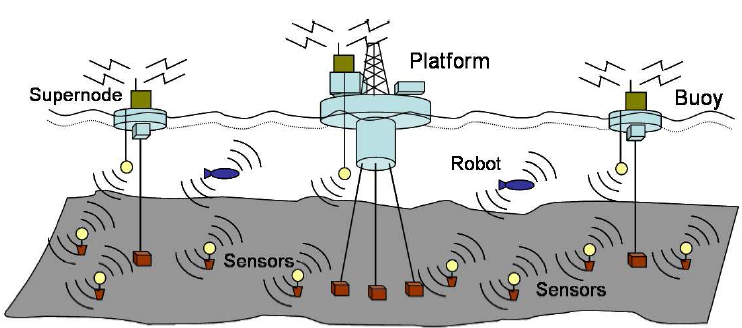 Platform
Supernode
Buoy
Robot
Sensors
Sensors